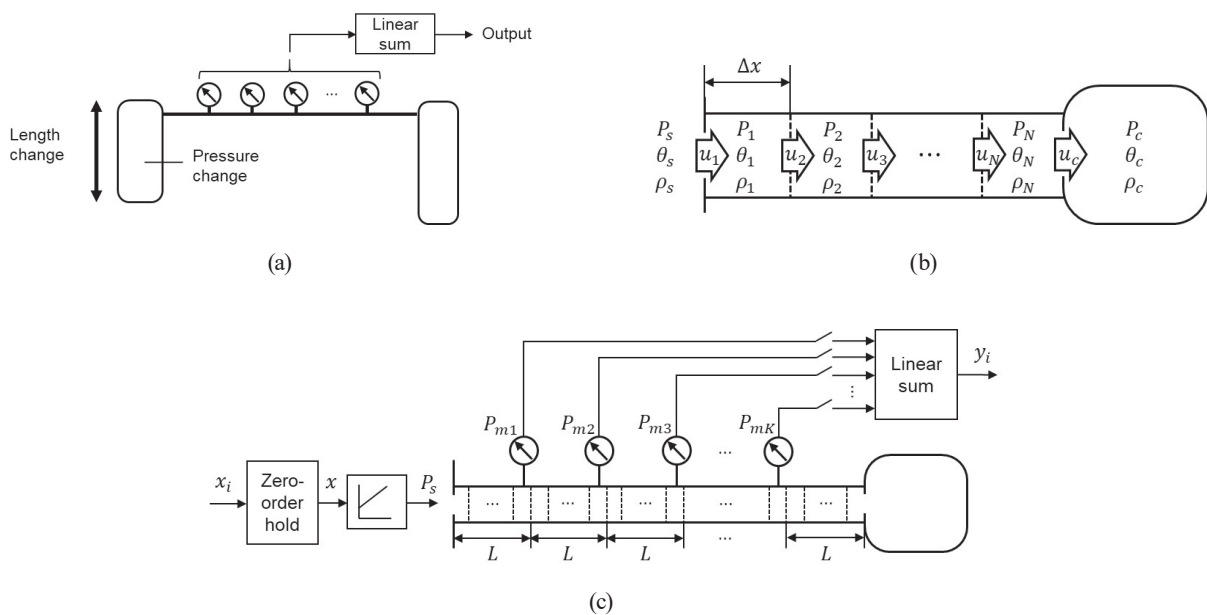 Linear
sum
Output
...
Length
change
Pressure
change
(a)
Δx
P_s P_1 P_2 P_N P_c
u_1 u_2 u_3 ... u_N u_c
θ_s θ_1 θ_2 θ_N θ_c
ρ_s ρ_1 ρ_2 ρ_N ρ_c
(b)
Linear
sum
y_i
...
P_m1 P_m2 P_m3 ... P_mK
x_i
Zero-
order
hold
x
P_s
... ... ... ... ...
L L L ... L
(c)